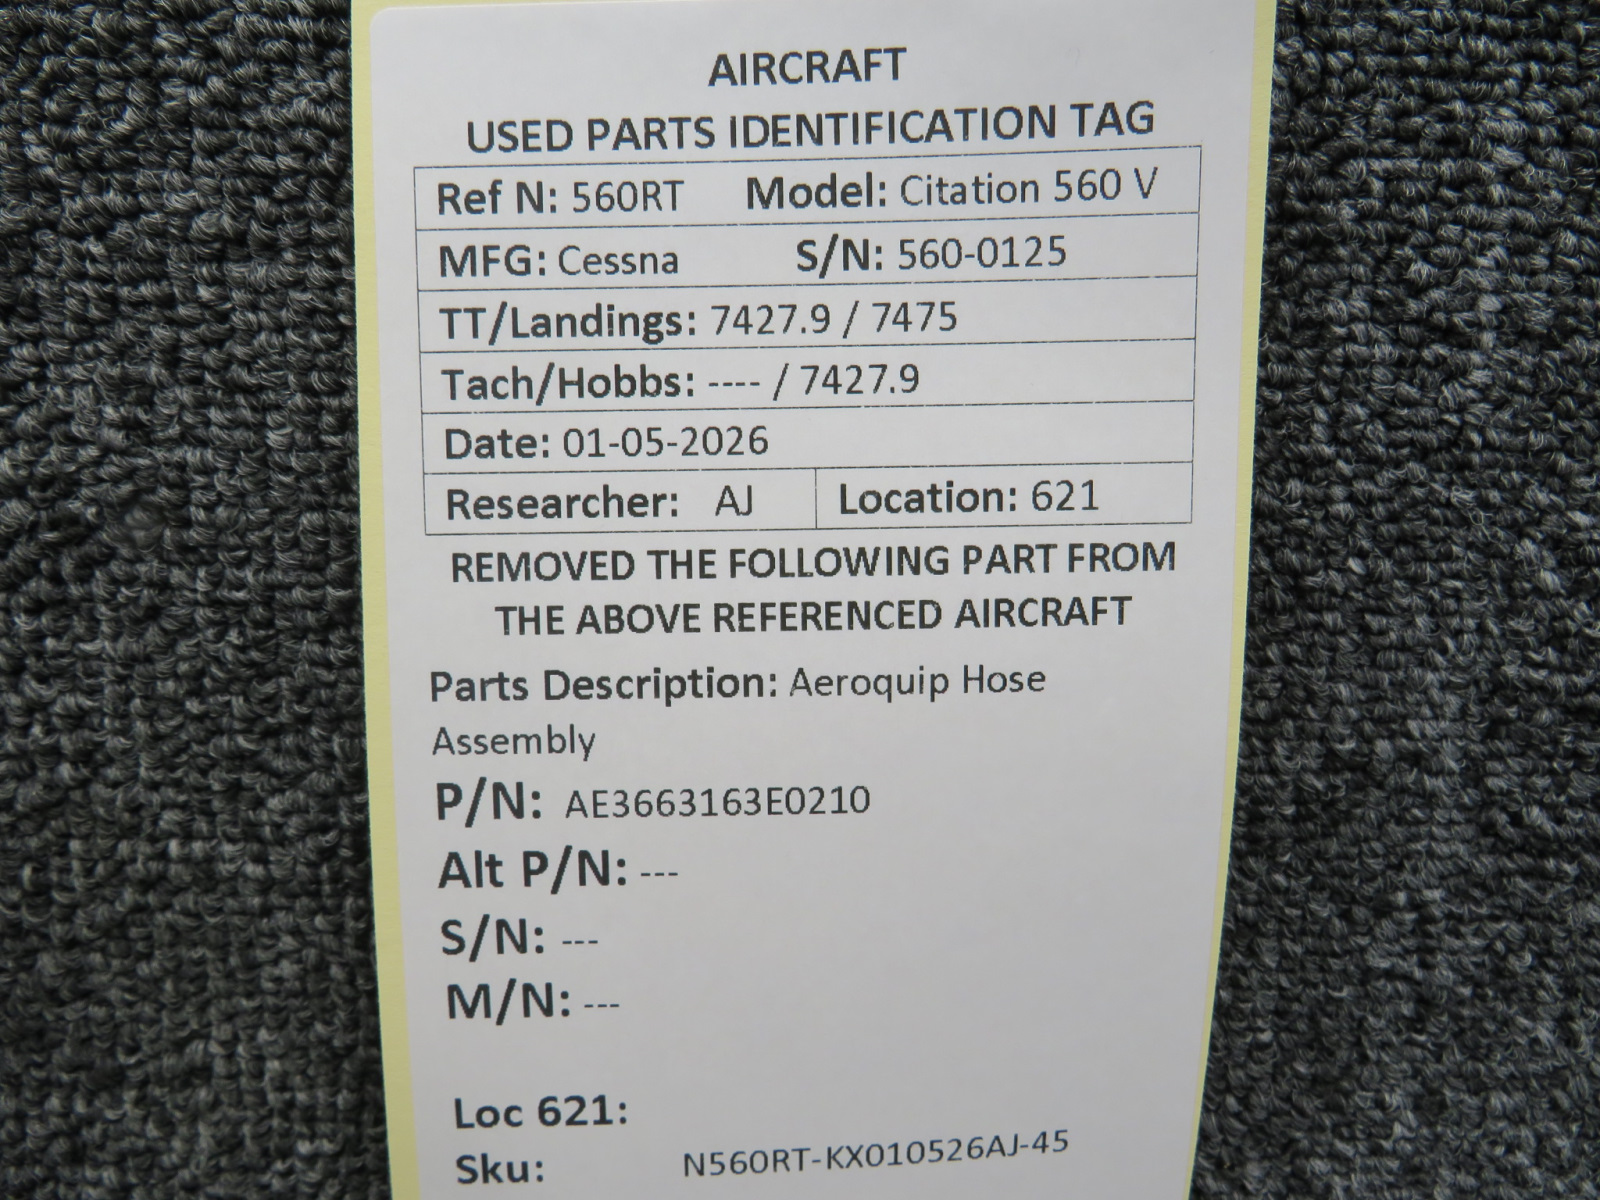 AIRCRAFT
USED PARTS IDENTIFICATION TAG
Ref N: 560RT Model: Citation 560 V
MFG: Cessna S/N: 560-0125
TT/Landings: 7427.9 / 7475
Tach/Hobbs: ---- / 7427.9
Date: 01-05-2026
Researcher: AJ Location: 621
REMOVED THE FOLLOWING PART FROM
THE ABOVE REFERENCED AIRCRAFT
Parts Description: Aeroquip Hose
Assembly
P/N: AE3663163E0210
Alt P/N: ---
S/N: ---
M/N: ---
Loc 621:
Sku: N560RT-KX010526AJ-45